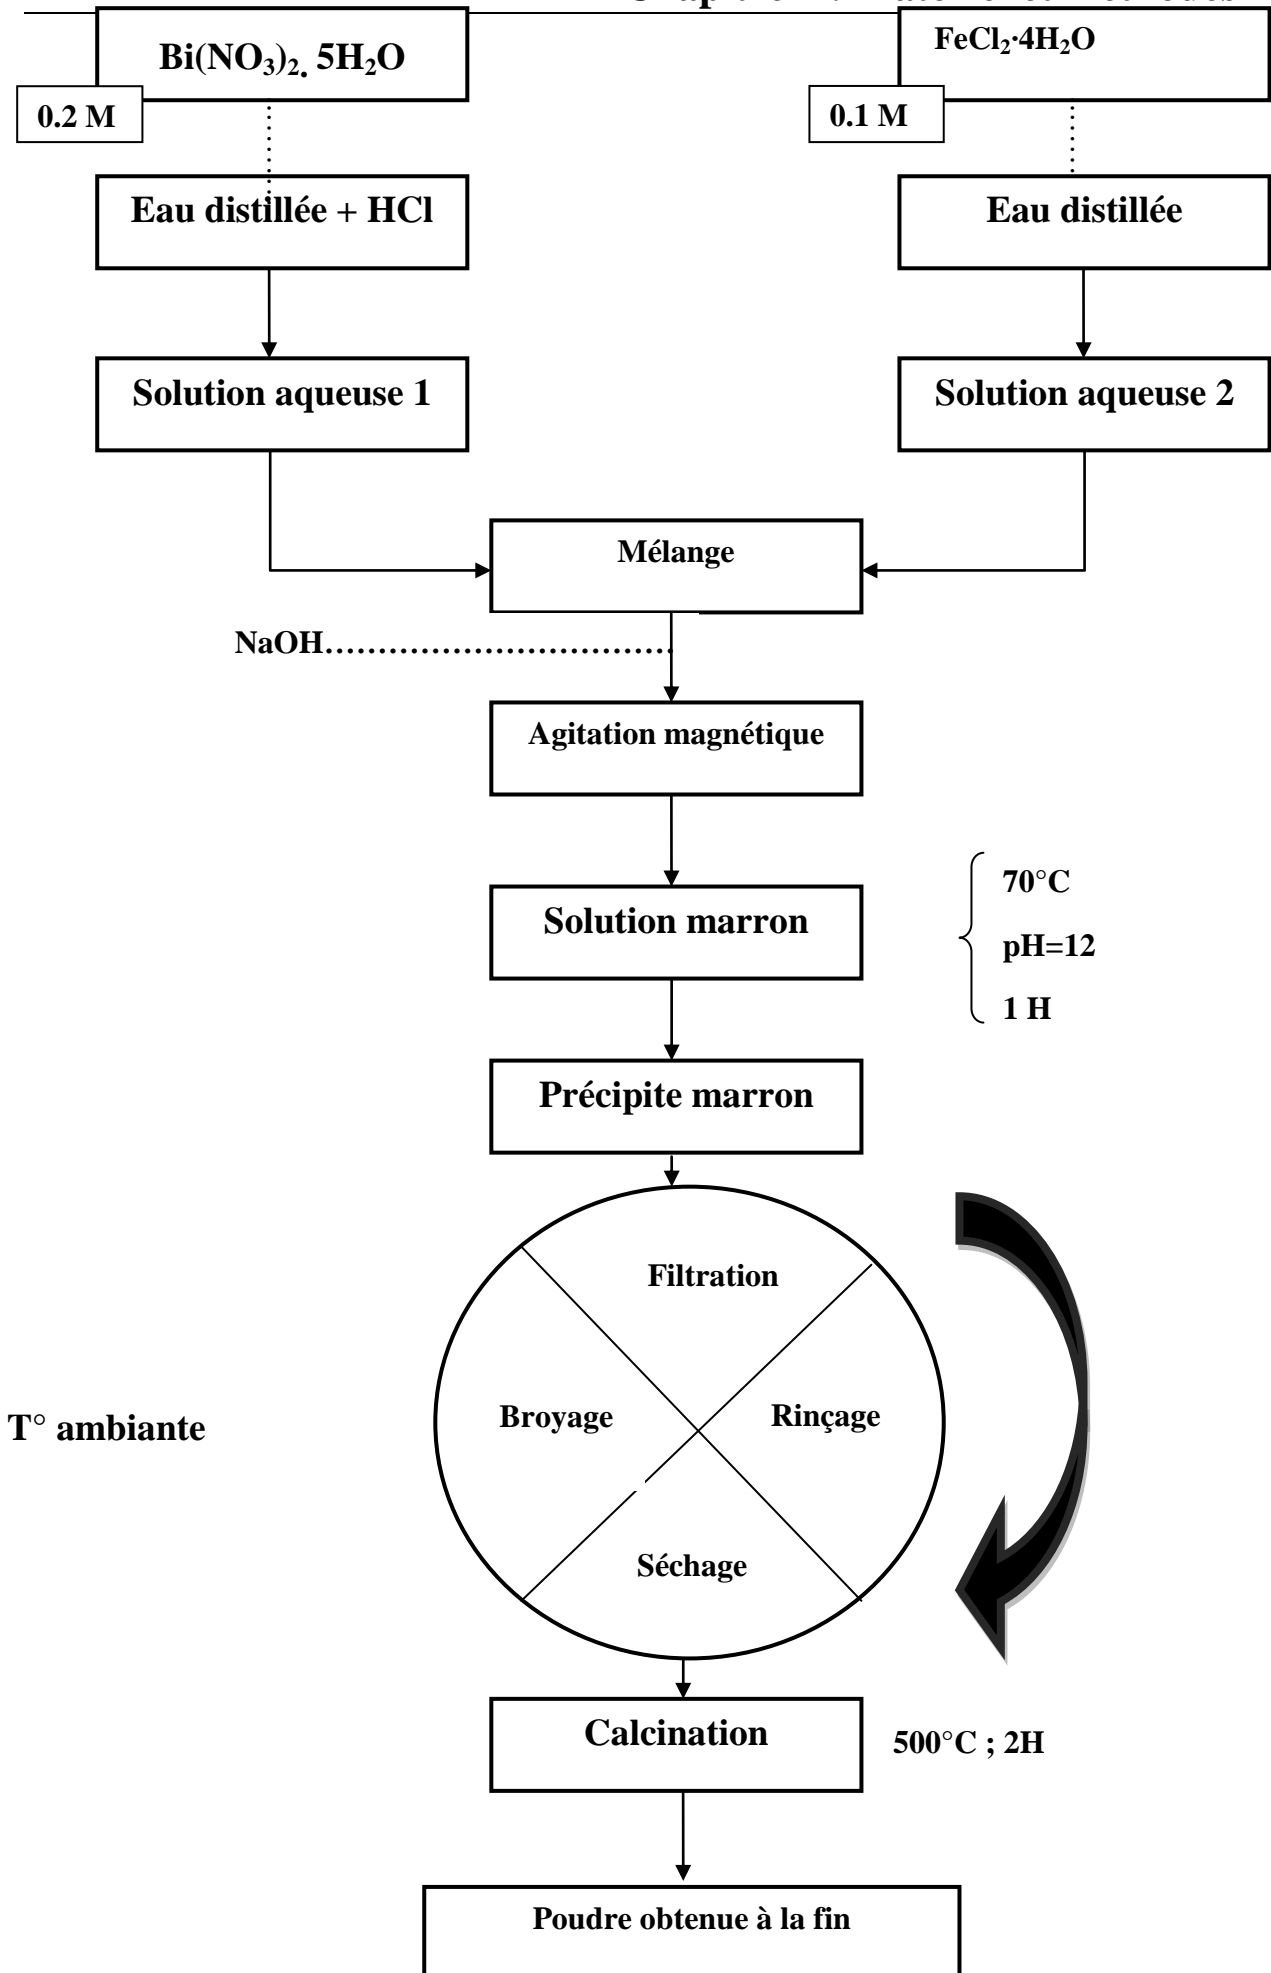 Bi(NO₃)₂. 5H₂O
FeCl₂·4H₂O
0.2 M
0.1 M
Eau distillée + HCl
Eau distillée
Solution aqueuse 1
Solution aqueuse 2
Mélange
NaOH.................................
Agitation magnétique
Solution marron
70°C
pH=12
1 H
Précipite marron
Filtration
Broyage
Rinçage
T° ambiante
Séchage
Calcination
500°C ; 2H
Poudre obtenue à la fin